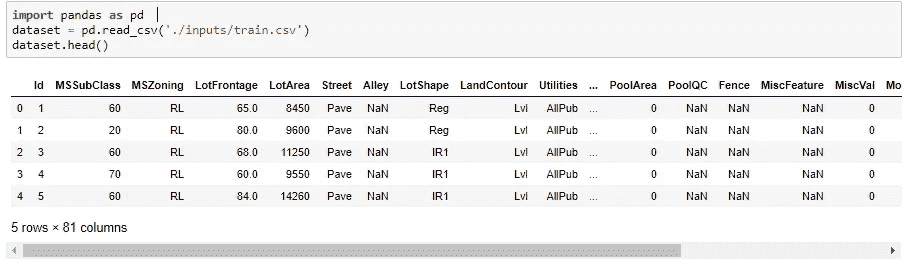 import pandas as pd
dataset = pd.read_csv('./inputs/train.csv')
dataset.head()
Id MSSubClass MSZoning LotFrontage LotArea Street Alley LotShape LandContour Utilities ... PoolArea PoolQC Fence MiscFeature MiscVal Mo
0 1 60 RL 65.0 8450 Pave NaN Reg Lvl AllPub ... 0 NaN NaN NaN 0
1 2 20 RL 80.0 9600 Pave NaN Reg Lvl AllPub ... 0 NaN NaN NaN 0
2 3 60 RL 68.0 11250 Pave NaN IR1 Lvl AllPub ... 0 NaN NaN NaN 0
3 4 70 RL 60.0 9550 Pave NaN IR1 Lvl AllPub ... 0 NaN NaN NaN 0
4 5 60 RL 84.0 14260 Pave NaN IR1 Lvl AllPub ... 0 NaN NaN NaN 0
5 rows × 81 columns